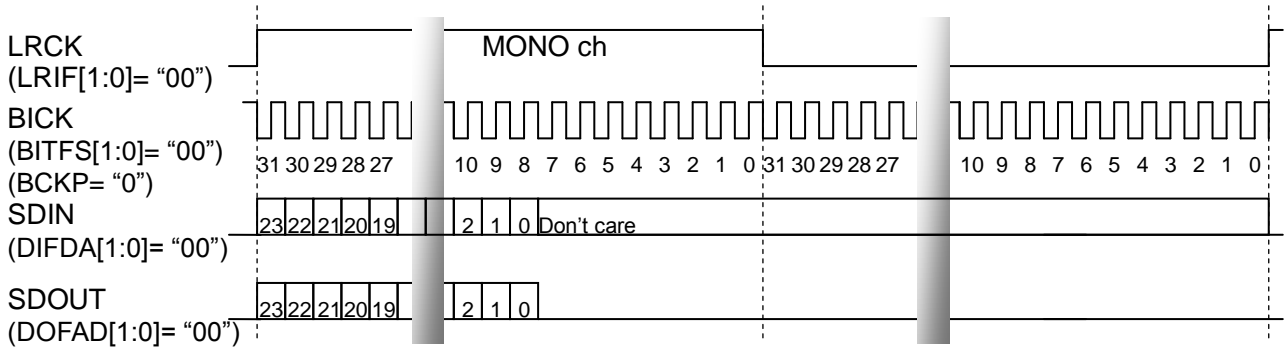 LRCK
(LRIF[1:0]= “00”)
MONO ch
BICK
(BITFS[1:0]= “00”)
(BCKP= “0”)
31 30 29 28 27 10 9 8 7 6 5 4 3 2 1 0 31 30 29 28 27 10 9 8 7 6 5 4 3 2 1 0
SDIN
(DIFDA[1:0]= “00”)
23 22 21 20 19 2 1 0 Don’t care
SDOUT
(DOFAD[1:0]= “00”)
23 22 21 20 19 2 1 0